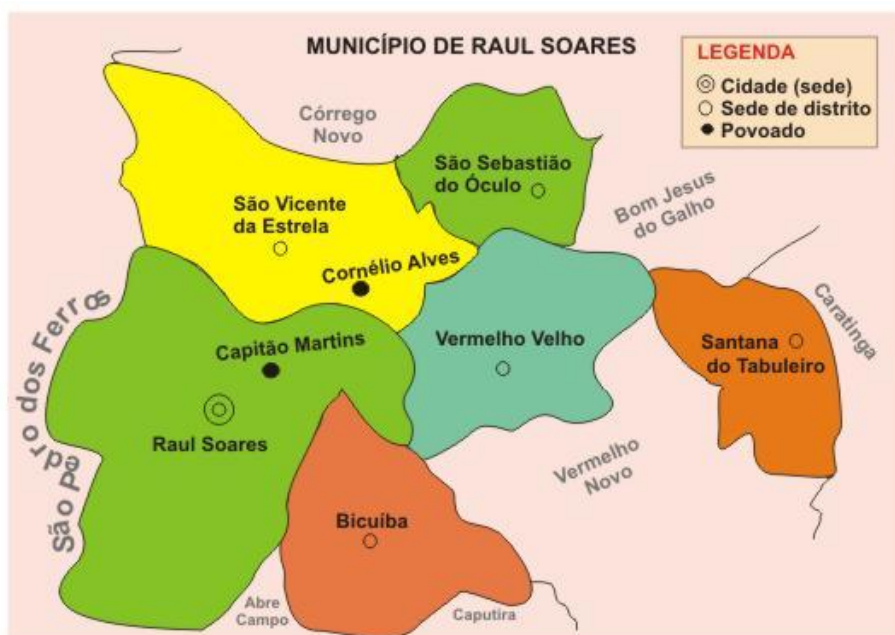 MUNICÍPIO DE RAUL SOARES
LEGENDA
Cidade (sede)
Sede de distrito
Povoado
Córrego
Novo
São Sebastião
do Óculo
São Vicente
da Estrela
Bom Jesus
do Galho
Cornélio Alves
Caratinga
São Pedro dos Ferros
Capitão Martins
Vermelho Velho
Santana
do Tabuleiro
Raul Soares
Vermelho
Novo
Bicuíba
Abre
Campo
Caputira